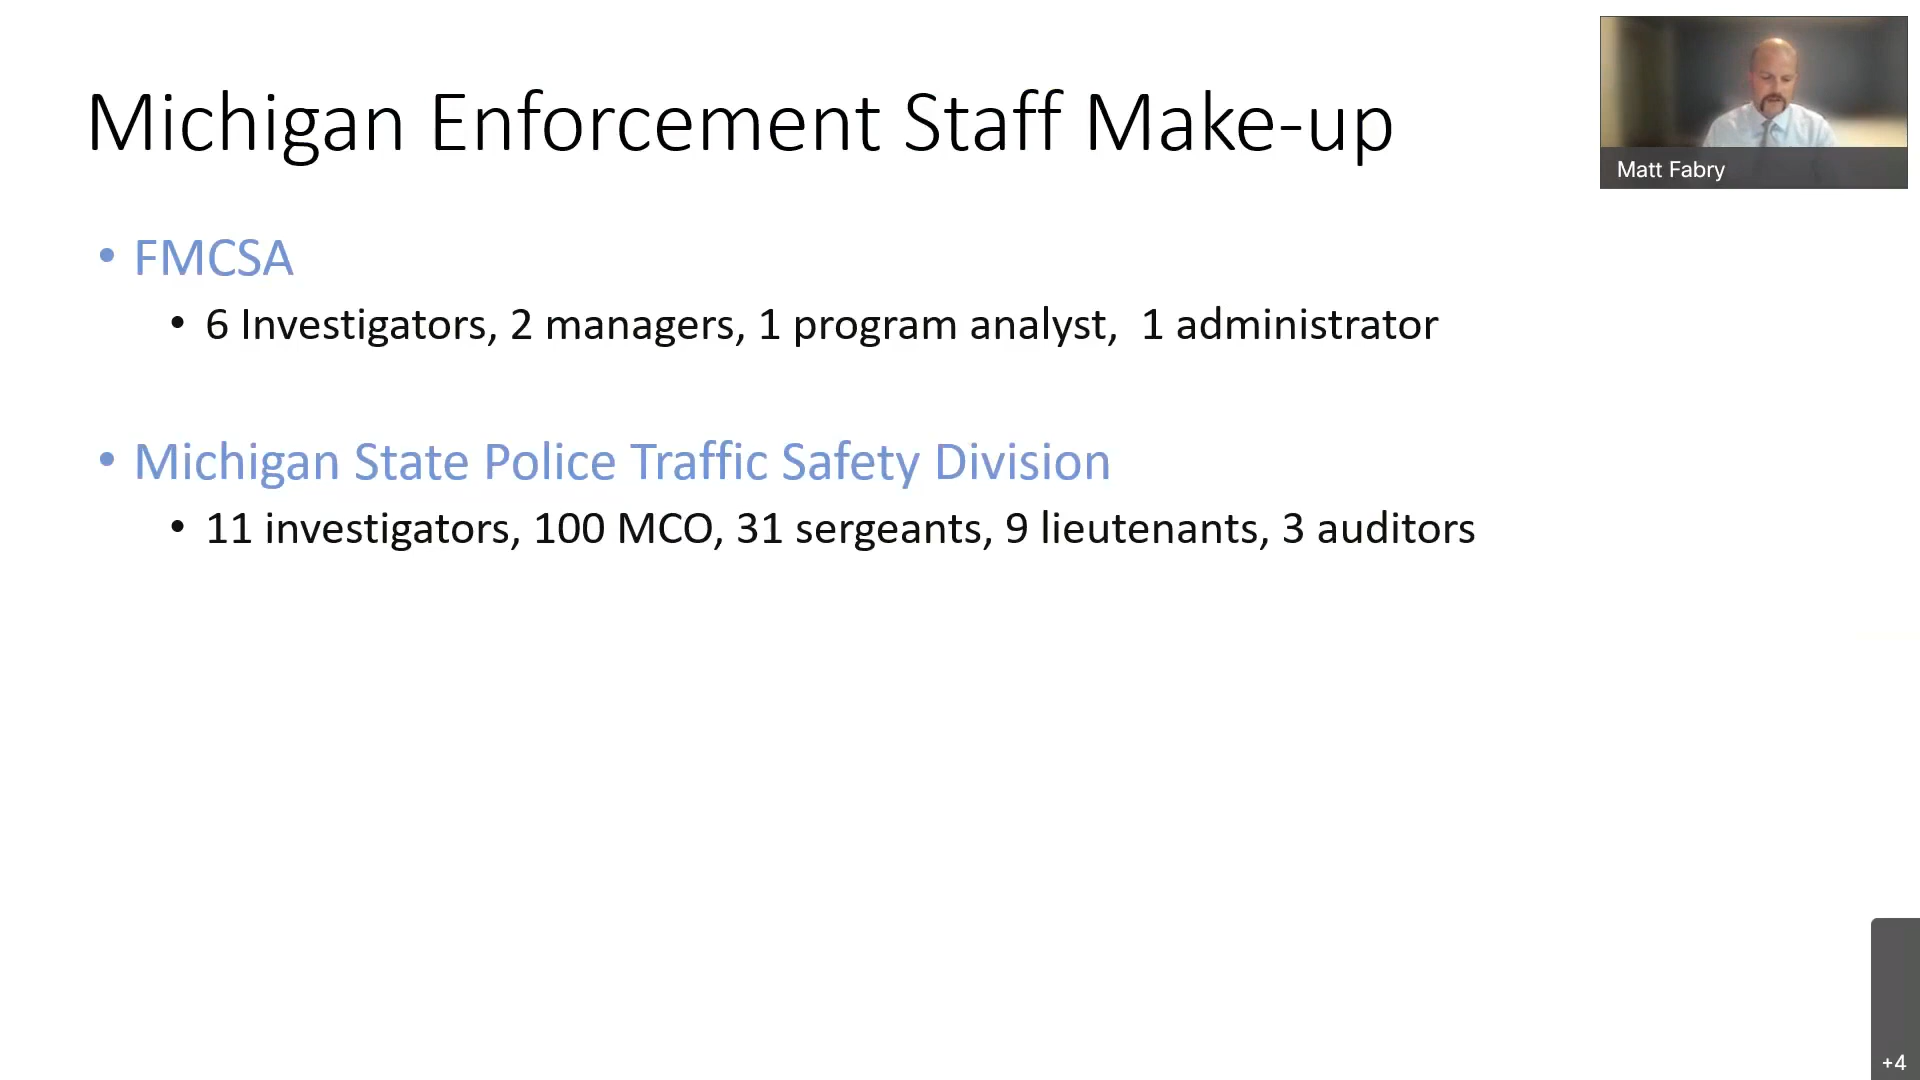 Michigan Enforcement Staff Make-up
Matt Fabry
• FMCSA
• 6 Investigators, 2 managers, 1 program analyst,  1 administrator
• Michigan State Police Traffic Safety Division
• 11 investigators, 100 MCO, 31 sergeants, 9 lieutenants, 3 auditors
+4